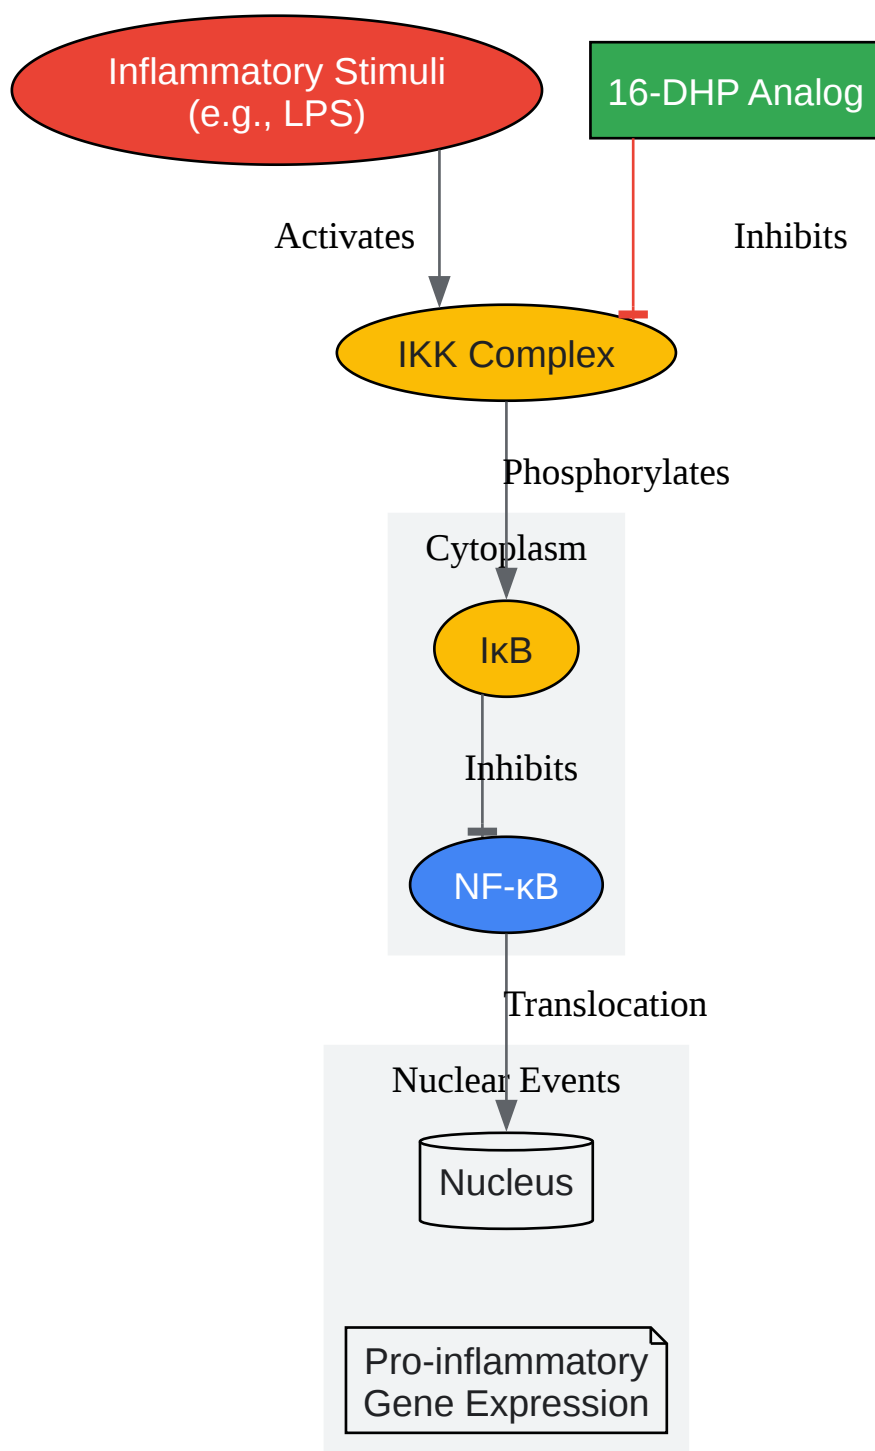 Inflammatory Stimuli
(e.g., LPS)
16-DHP Analog
Activates
Inhibits
IKK Complex
Phosphorylates
Cytoplasm
IκB
Inhibits
NF-κB
Translocation
Nuclear Events
Nucleus
Pro-inflammatory
Gene Expression